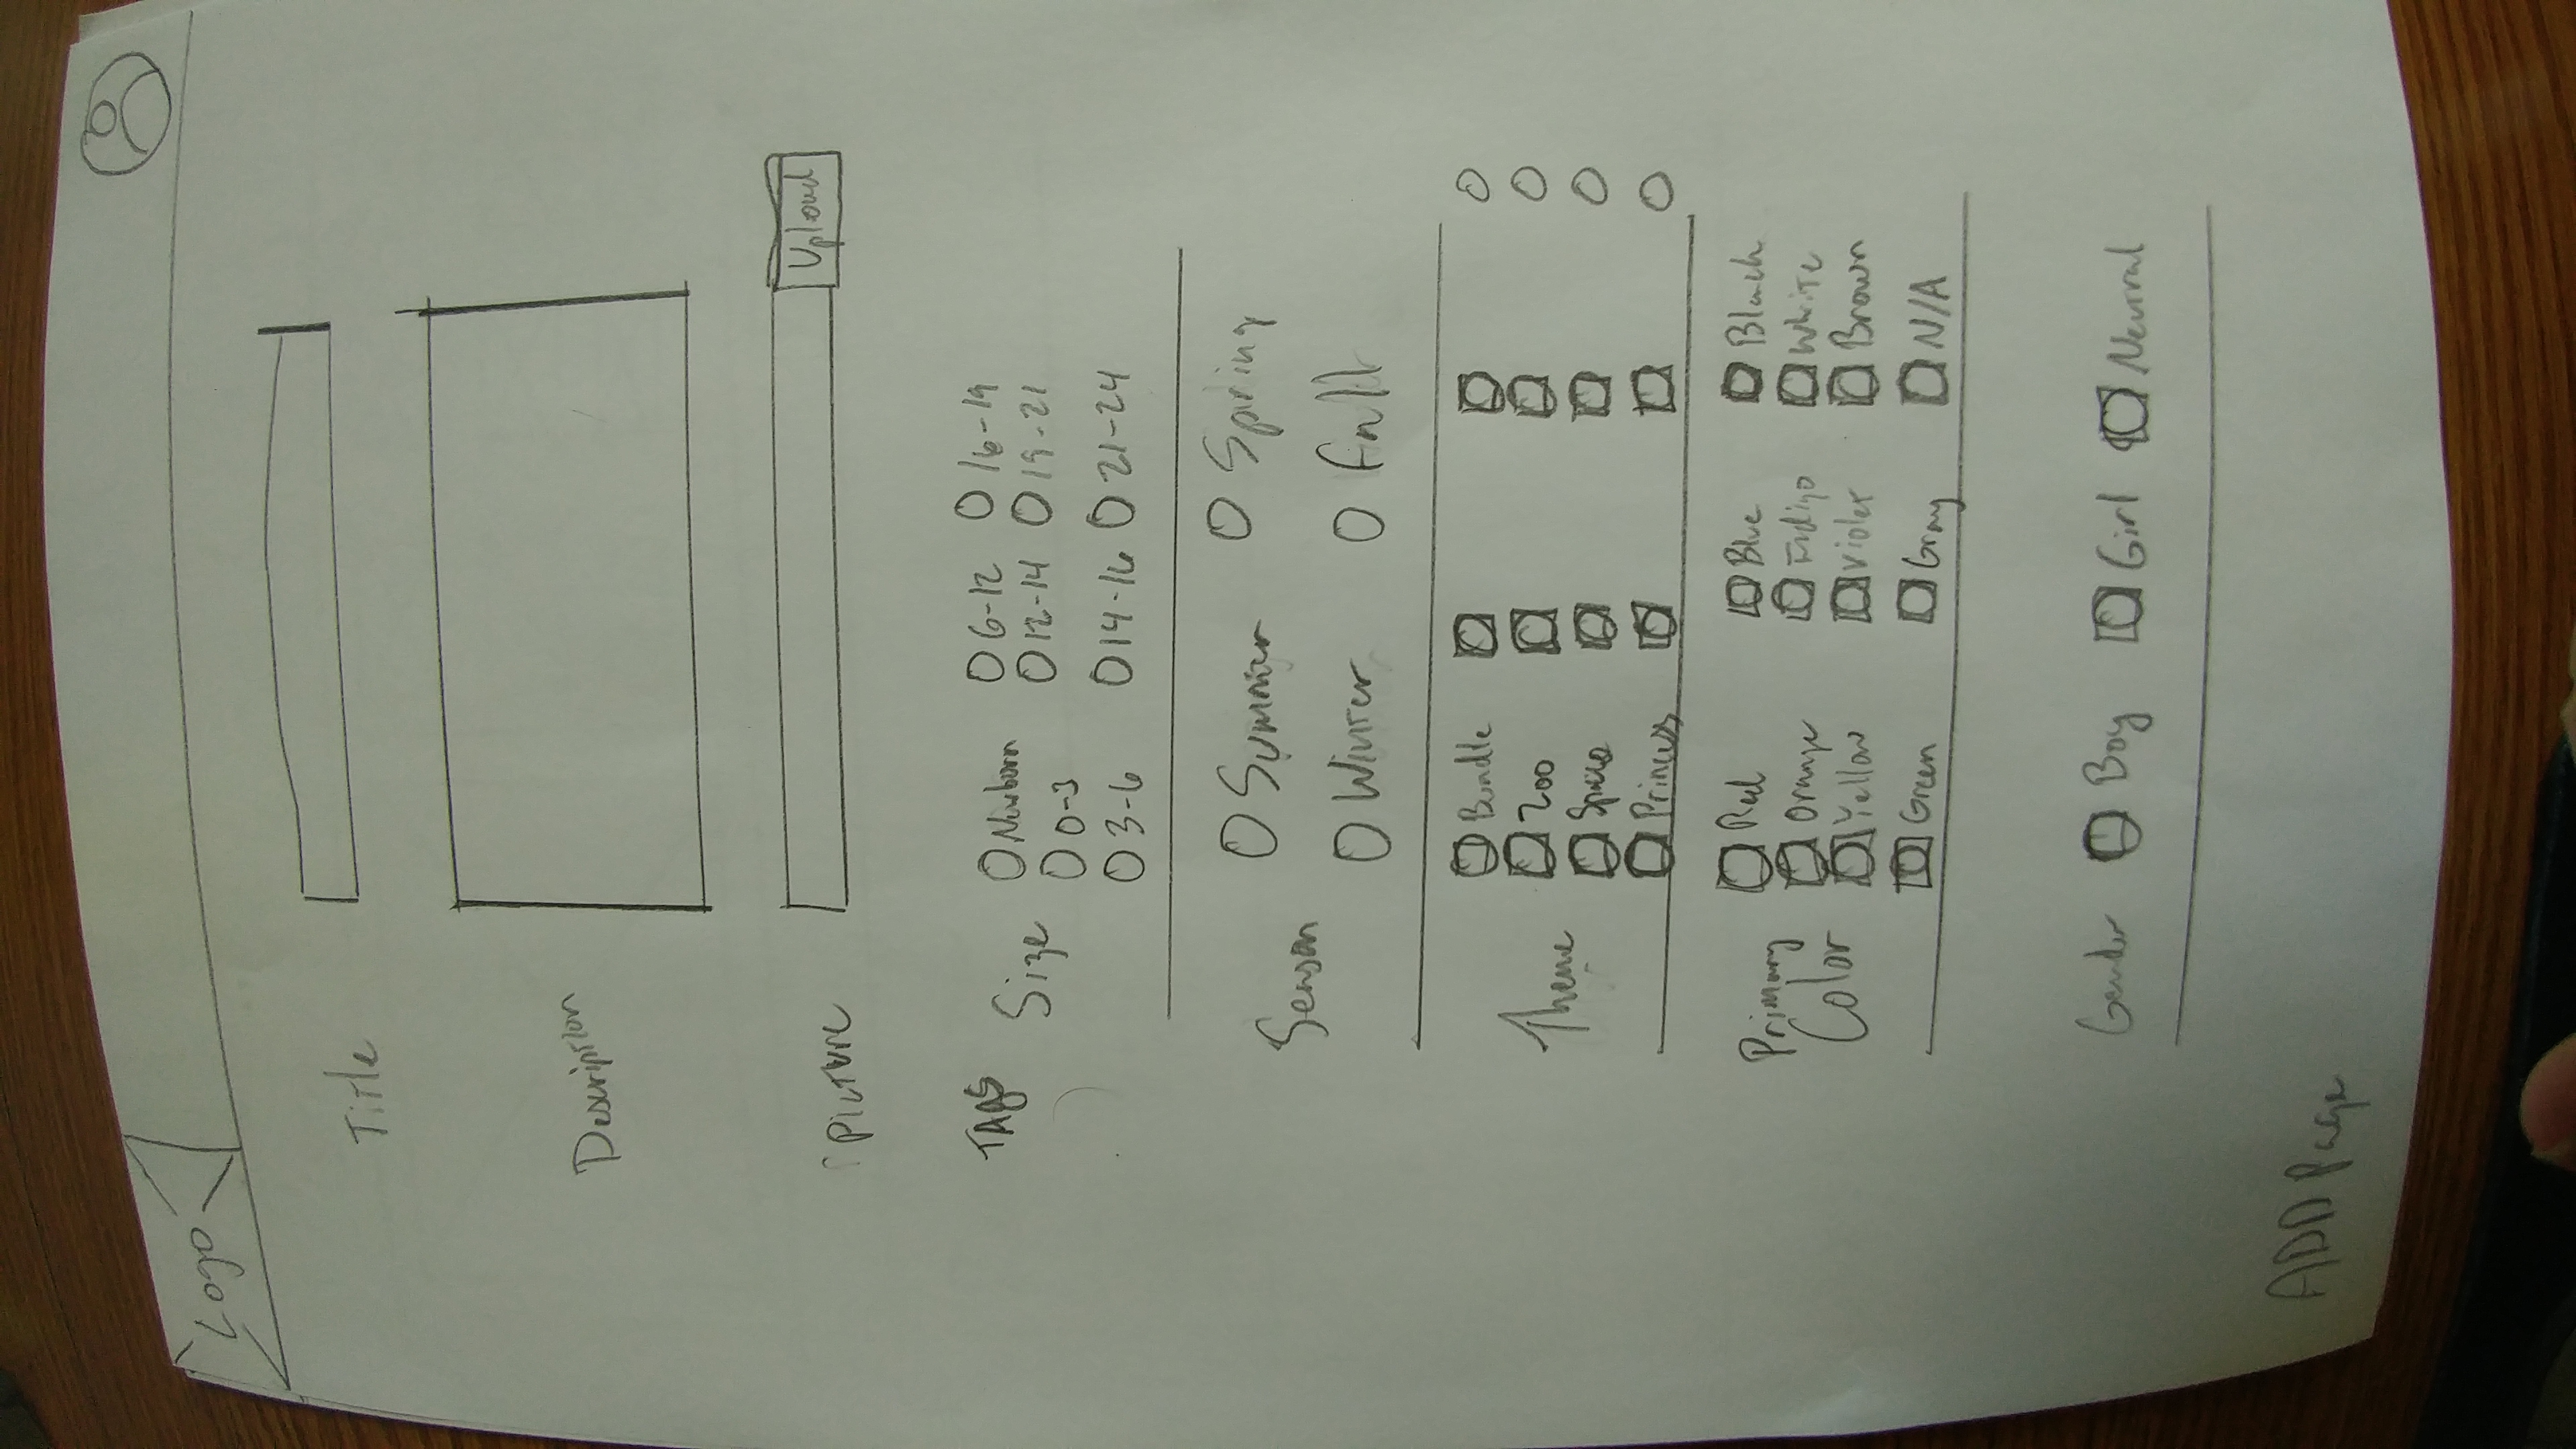 Logo
Title
Description
Picture
Upload
TAgs
Size
Newborn 6-12 16-19
0-3 12-14 19-21
3-6 14-16 21-24
Season
Summer Spring
Winter Fall
Theme
Bundle
Zoo
Space
Princess
Primary
Color
Red Blue Black
Orange Indigo White
Yellow Violet Brown
Green Gray N/A
Gender Boy Girl Neutral
ADD Page